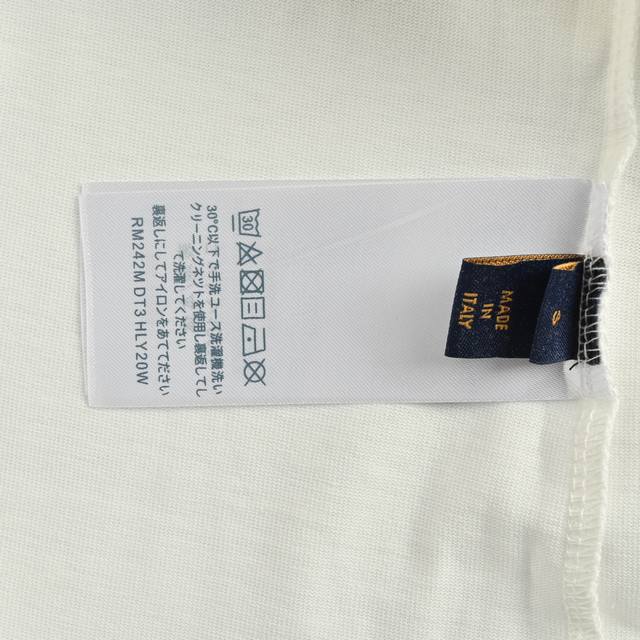 30
30℃以下で手洗コース洗濯機洗い
クリーニングネットを使用し裏返してし
て洗濯してください
裏返しにしてアイロンをあててください
RM242M DT3 HLY20W
MADE
IN
ITALY